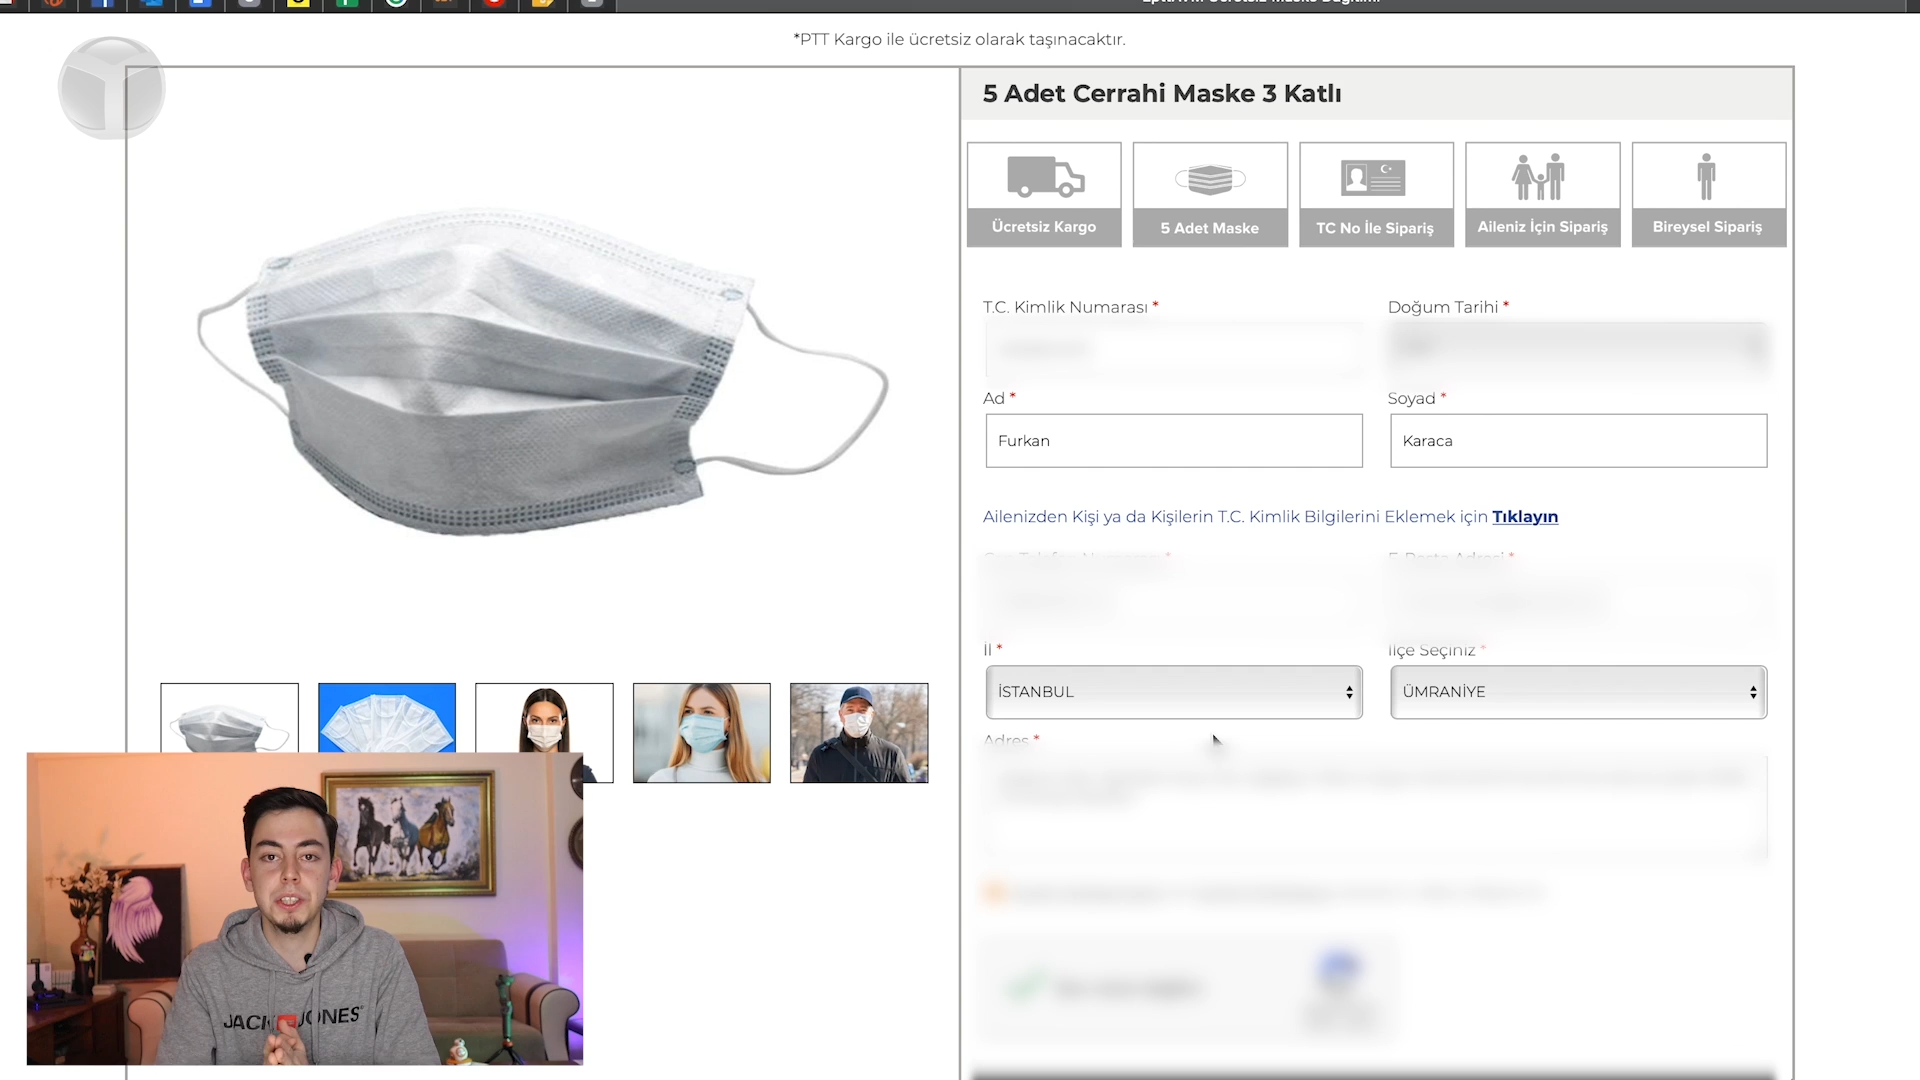 *PTT Kargo ile ücretsiz olarak taşınacaktır.
5 Adet Cerrahi Maske 3 Katlı
Ücretsiz Kargo
5 Adet Maske
TC No İle Sipariş
Aileniz İçin Sipariş
Bireysel Sipariş
T.C. Kimlik Numarası *
Doğum Tarihi *
Ad *
Soyad *
Furkan
Karaca
Ailenizden Kişi ya da Kişilerin T.C. Kimlik Bilgilerini Eklemek için Tıklayın
İl *
İlçe Seçiniz *
İSTANBUL
ÜMRANİYE
Adres *
JACK JONES